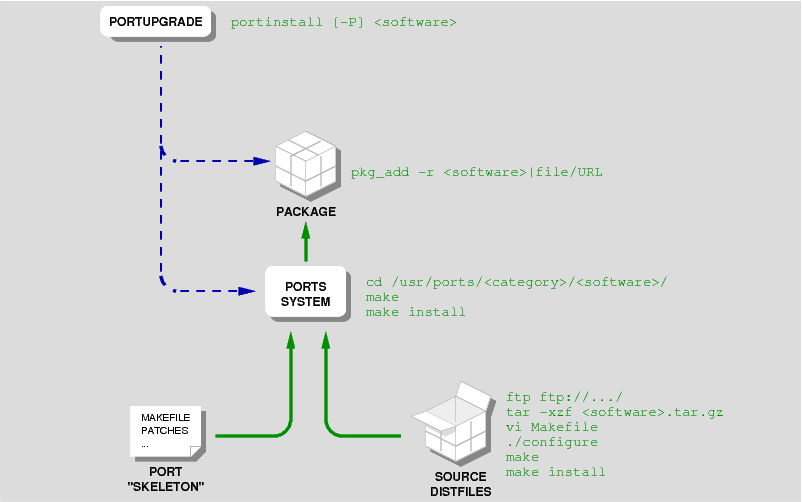 PORTUPGRADE
portinstall [-P] <software>
pkg_add -r <software>|file/URL
PACKAGE
PORTS
SYSTEM
cd /usr/ports/<category>/<software>/
make
make install
MAKEFILE
PATCHES
...
PORT
"SKELETON"
ftp ftp://.../
tar -xzf <software>.tar.gz
vi Makefile
./configure
make
make install
SOURCE
DISTFILES